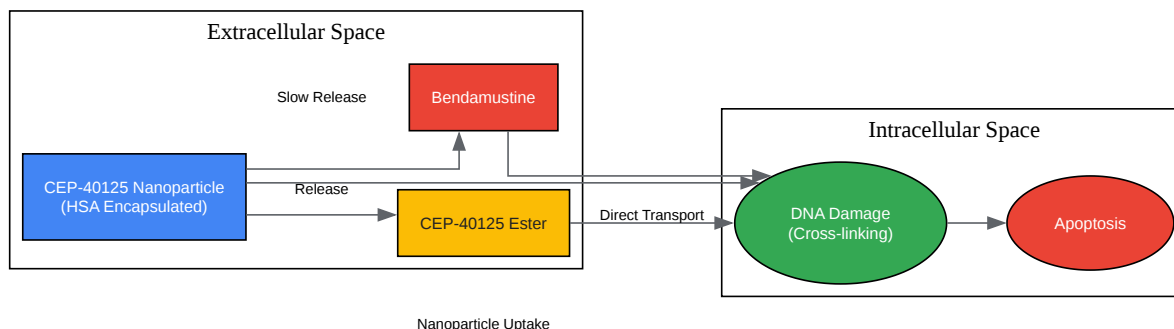 Extracellular Space
Slow Release
Bendamustine
Intracellular Space
CEP-40125 Nanoparticle
(HSA Encapsulated)
Release
CEP-40125 Ester
Direct Transport
DNA Damage
(Cross-linking)
Apoptosis
Nanoparticle Uptake